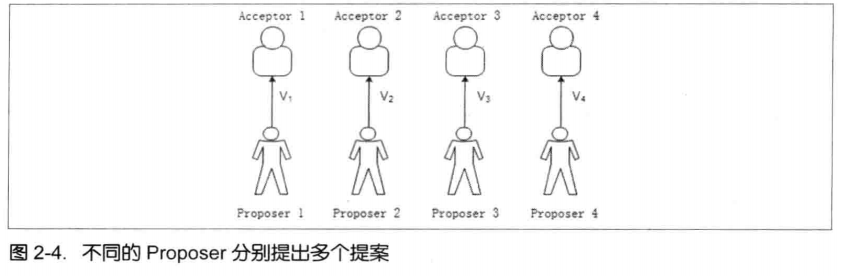 Acceptor 1 Acceptor 2 Acceptor 3 Acceptor 4
V₁ V₂ V₃ V₄
Proposer 1 Proposer 2 Proposer 3 Proposer 4
图 2-4. 不同的 Proposer 分别提出多个提案